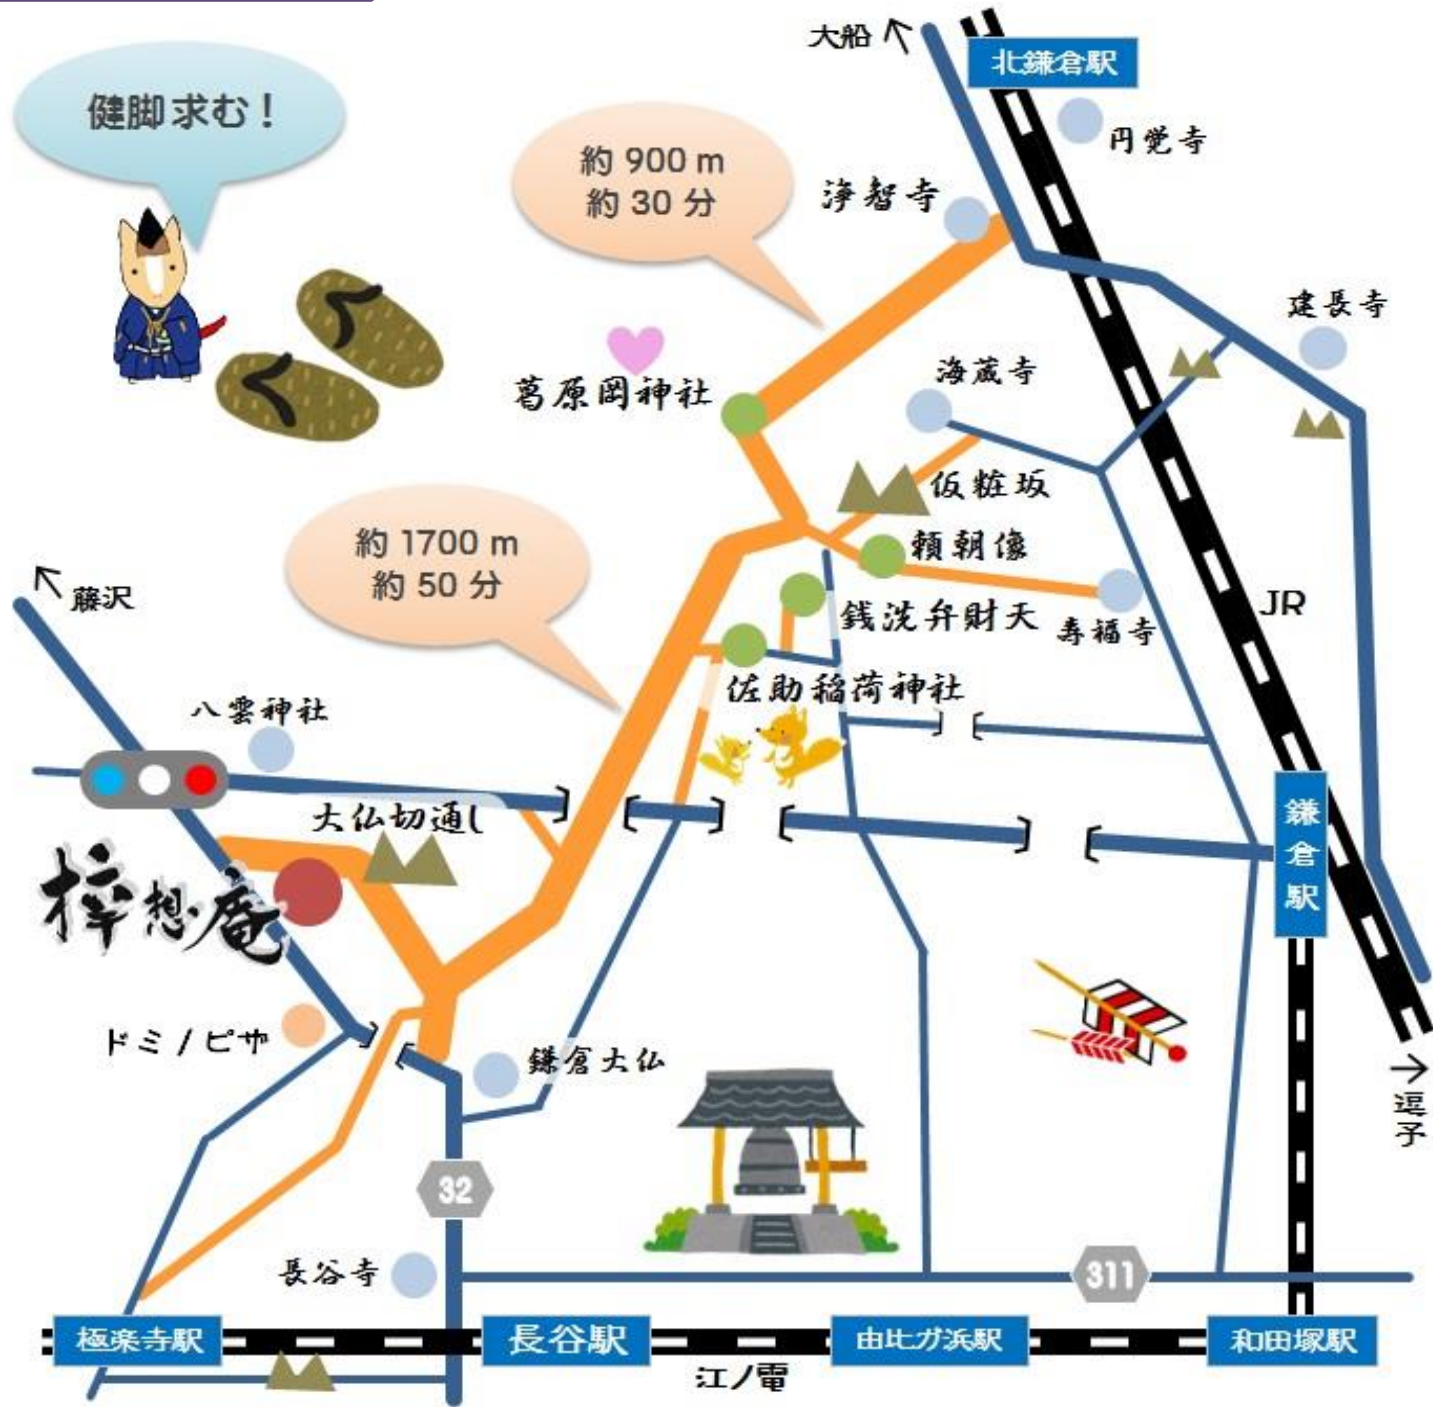 大船
北鎌倉駅
健脚求む！
円覚寺
約 900 m
約 30 分
浄智寺
建長寺
海蔵寺
葛原岡神社
仮粧坂
頼朝像
約 1700 m
約 50 分
藤沢
JR
銭洗弁財天
寿福寺
佐助稲荷神社
八雲神社
大仏切通し
鎌倉駅
梓想庵
ドミノピザ
鎌倉大仏
逗子
32
長谷寺
311
極楽寺駅
長谷駅
由比ガ浜駅
和田塚駅
江ノ電